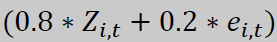 (0.8 * Z_{i,t} + 0.2 * e_{i,t})